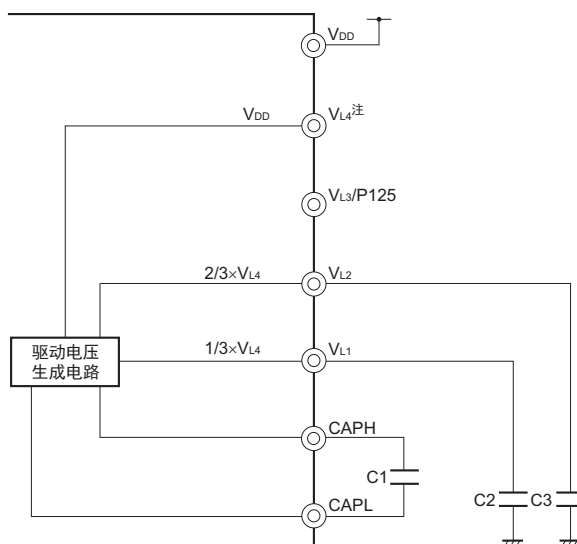 VDD
VDD
VL4注
VL3/P125
2/3×VL4
VL2
驱动电压
生成电路
1/3×VL4
VL1
CAPH
C1
C2
C3
CAPL